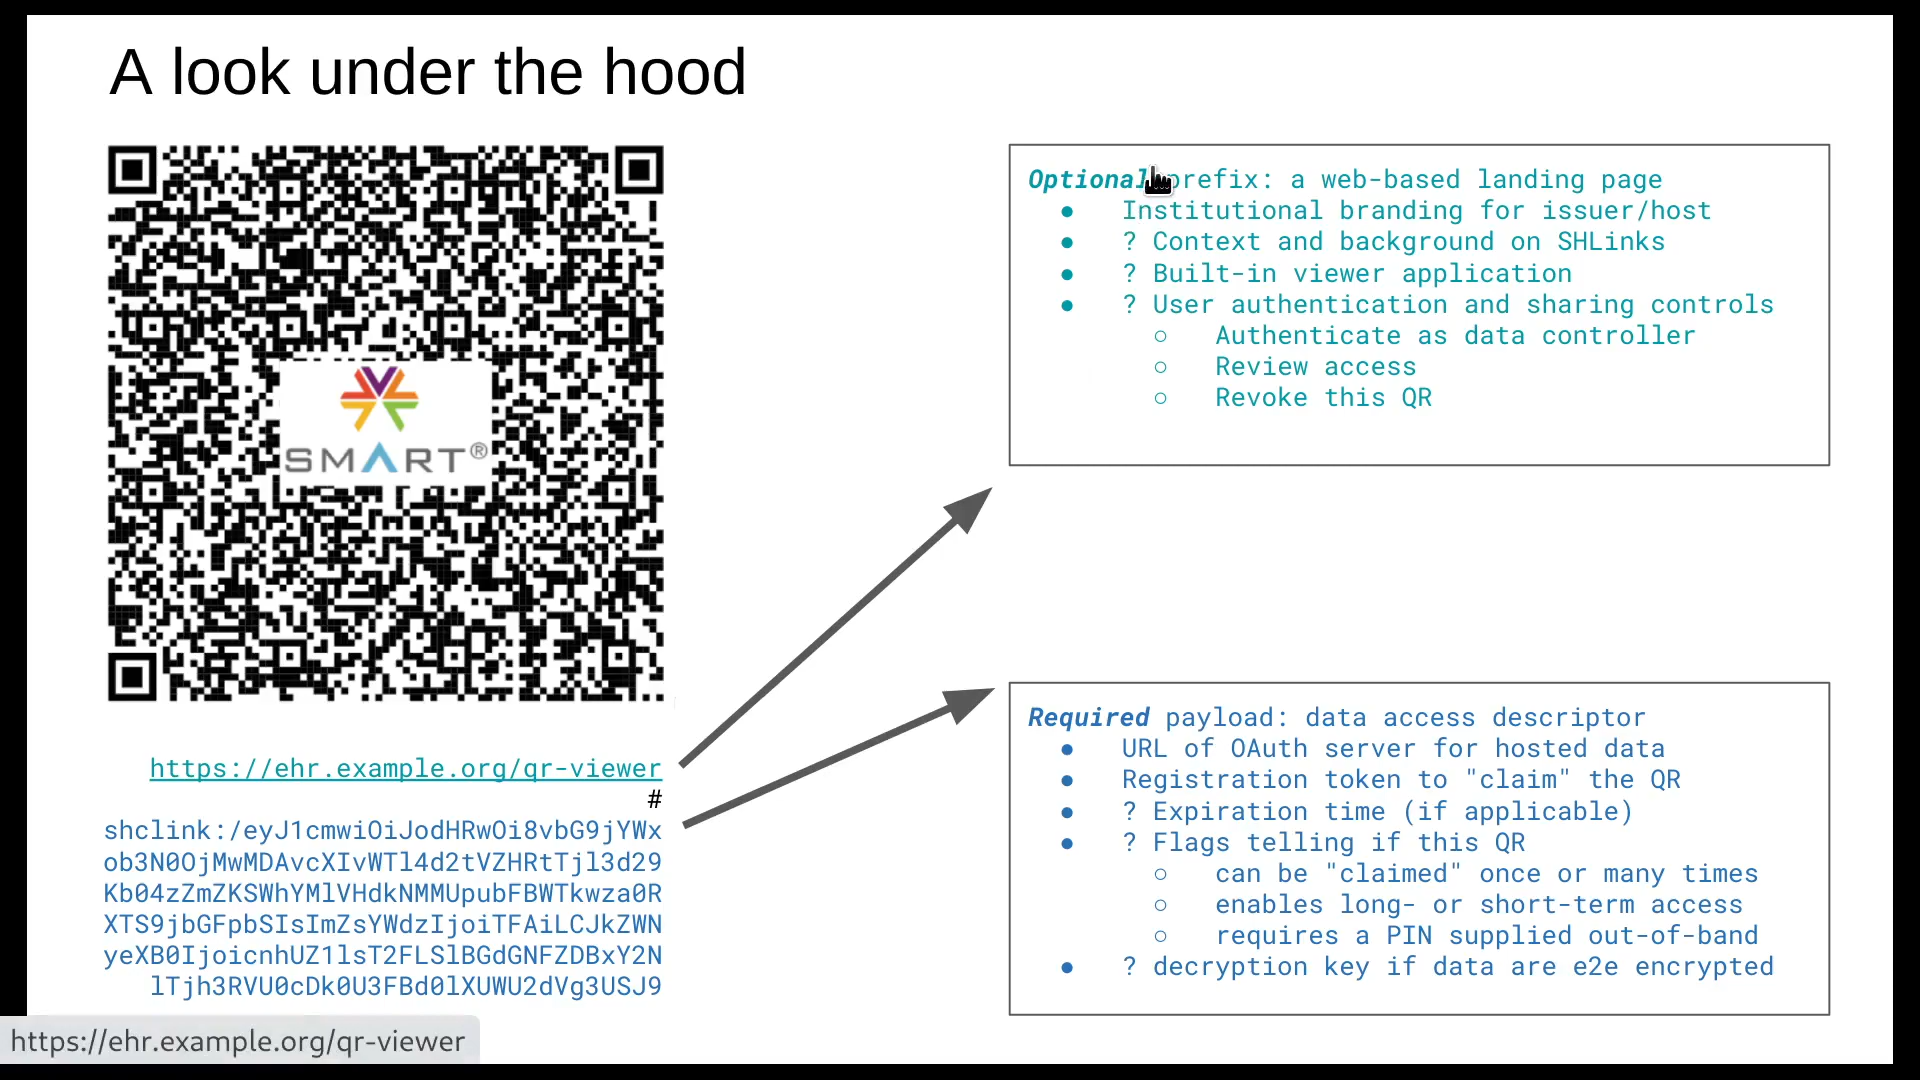 A look under the hood
SMART®
https://ehr.example.org/qr-viewer
#
shclink:/eyJ1cmwiOiJodHRwOi8vbG9jYWx
ob3N0OjMwMDAvcXIvWTl4d2tVZHRtTjl3d29
Kb04zZmZKSWhYMlVHdkNMMUpubFBWTkwza0R
XTS9jbGFpbSIsImZsYWdzIjoiTFAiLCJkZWN
yeXB0IjoicnhUZ1lsT2FLSlBGdGNFZDBxY2N
lTjh3RVU0cDk0U3FBd0lXUWU2dVg3USJ9
Optional prefix: a web-based landing page
● Institutional branding for issuer/host
● ? Context and background on SHLinks
● ? Built-in viewer application
● ? User authentication and sharing controls
○ Authenticate as data controller
○ Review access
○ Revoke this QR
Required payload: data access descriptor
● URL of OAuth server for hosted data
● Registration token to "claim" the QR
● ? Expiration time (if applicable)
● ? Flags telling if this QR
○ can be "claimed" once or many times
○ enables long- or short-term access
○ requires a PIN supplied out-of-band
● ? decryption key if data are e2e encrypted
https://ehr.example.org/qr-viewer